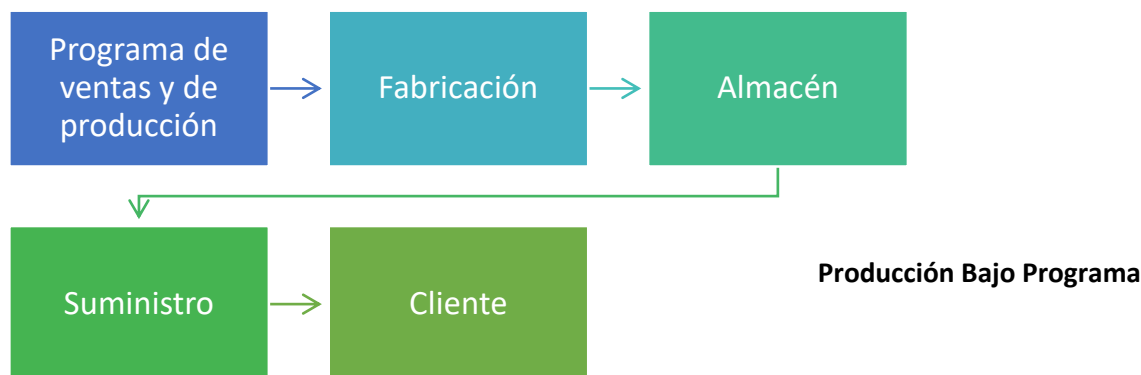 Programa de
ventas y de
producción
Fabricación
Almacén
Suministro
Cliente
Producción Bajo Programa